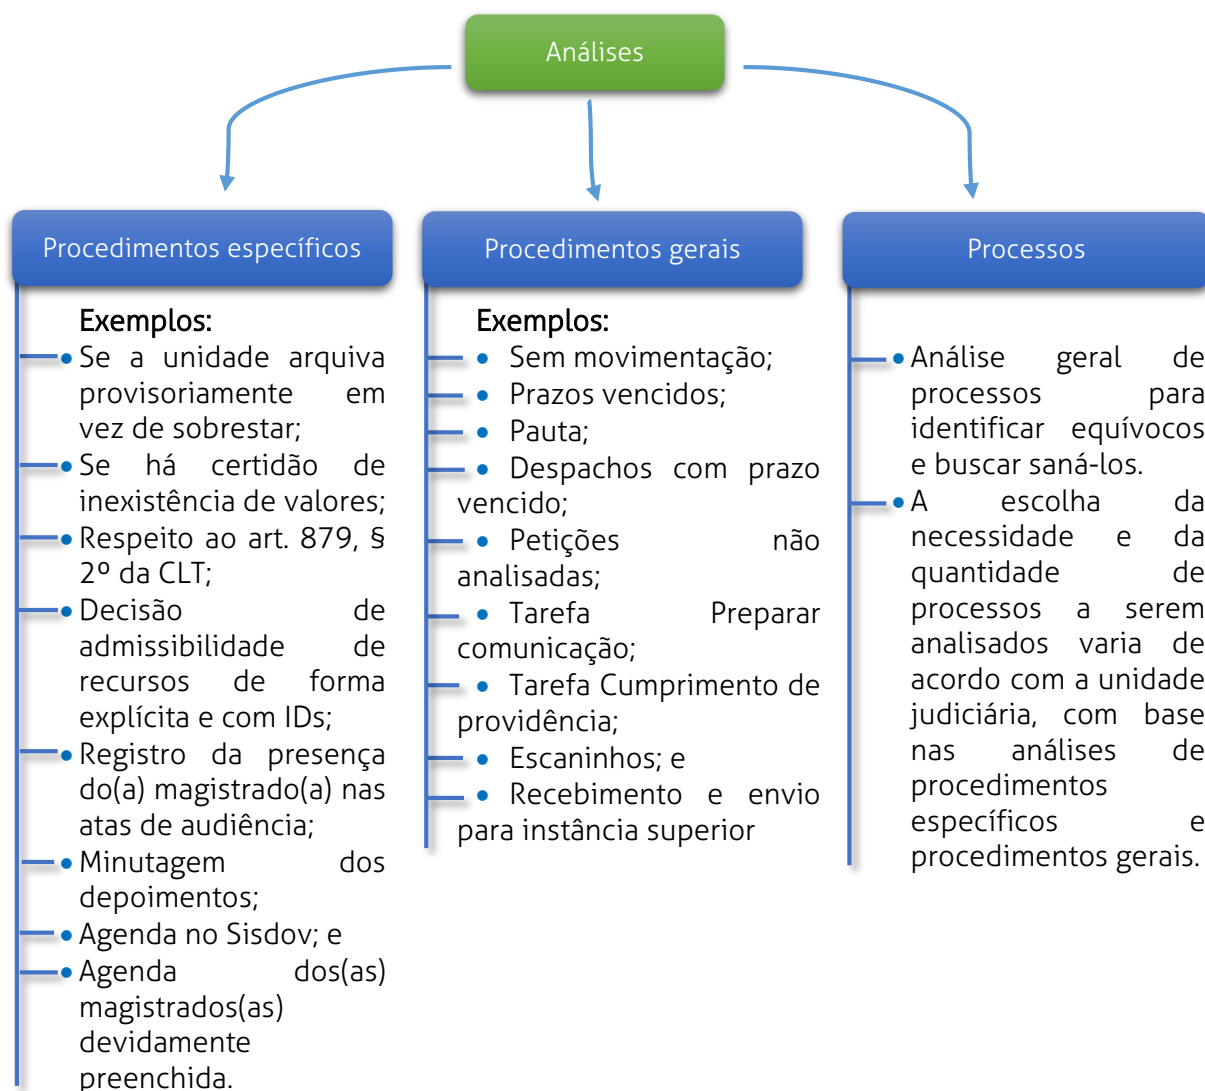 Análises
Procedimentos específicos
Exemplos:
• Se a unidade arquiva
provisoriamente em
vez de sobrestar;
• Se há certidão de
inexistência de valores;
• Respeito ao art. 879, §
2º da CLT;
• Decisão de
admissibilidade de
recursos de forma
explícita e com IDs;
• Registro da presença
do(a) magistrado(a) nas
atas de audiência;
• Minutagem dos
depoimentos;
• Agenda no Sisdov; e
• Agenda dos(as)
magistrados(as)
devidamente
preenchida.
Procedimentos gerais
Exemplos:
• Sem movimentação;
• Prazos vencidos;
• Pauta;
• Despachos com prazo
vencido;
• Petições não
analisadas;
• Tarefa Preparar
comunicação;
• Tarefa Cumprimento de
providência;
• Escaninhos; e
• Recebimento e envio
para instância superior
Processos
• Análise geral de
processos para
identificar equívocos
e buscar saná-los.
• A escolha da
necessidade e da
quantidade de
processos a serem
analisados varia de
acordo com a unidade
judiciária, com base
nas análises de
procedimentos
específicos e
procedimentos gerais.